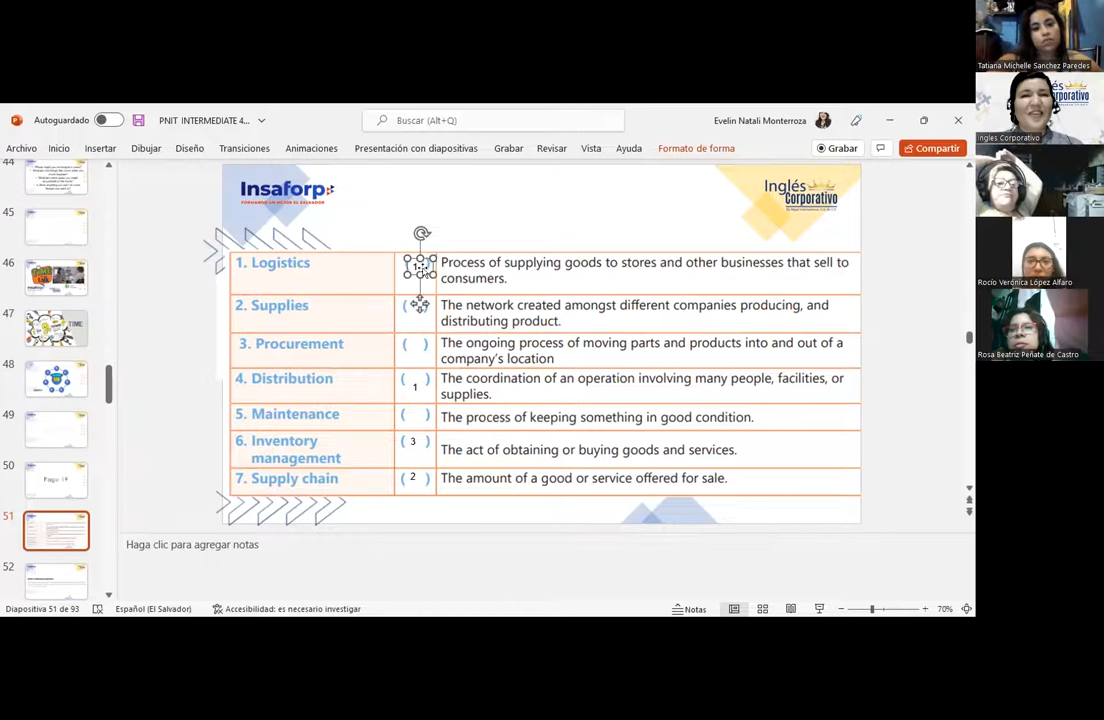 Tatiana Michelle Sanchez Paredes
Inglés Corporativo
Rocío Verónica López Alfaro
Rosa Beatriz Peñate de Castro
Autoguardado
PNIT INTERMEDIATE 4...
Buscar (Alt+Q)
Evelin Natali Monterroza
Archivo Inicio Insertar Dibujar Diseño Transiciones Animaciones Presentación con diapositivas Grabar Revisar Vista Ayuda Formato de forma
Grabar
Compartir
44
45
46
47
48
49
50
Page 19
51
52
Insaforp
FORMANDO UN MEJOR EL SALVADOR
Inglés
Corporativo
1. Logistics ( 1 ) Process of supplying goods to stores and other businesses that sell to
consumers.
2. Supplies ( The network created amongst different companies producing, and
distributing product.
3. Procurement ( ) The ongoing process of moving parts and products into and out of a
company's location
4. Distribution ( 1 ) The coordination of an operation involving many people, facilities, or
supplies.
5. Maintenance ( ) The process of keeping something in good condition.
6. Inventory
management ( 3 ) The act of obtaining or buying goods and services.
7. Supply chain ( 2 ) The amount of a good or service offered for sale.
Haga clic para agregar notas
Diapositiva 51 de 93
Español (El Salvador)
Accesibilidad: es necesario investigar
Notas
70%